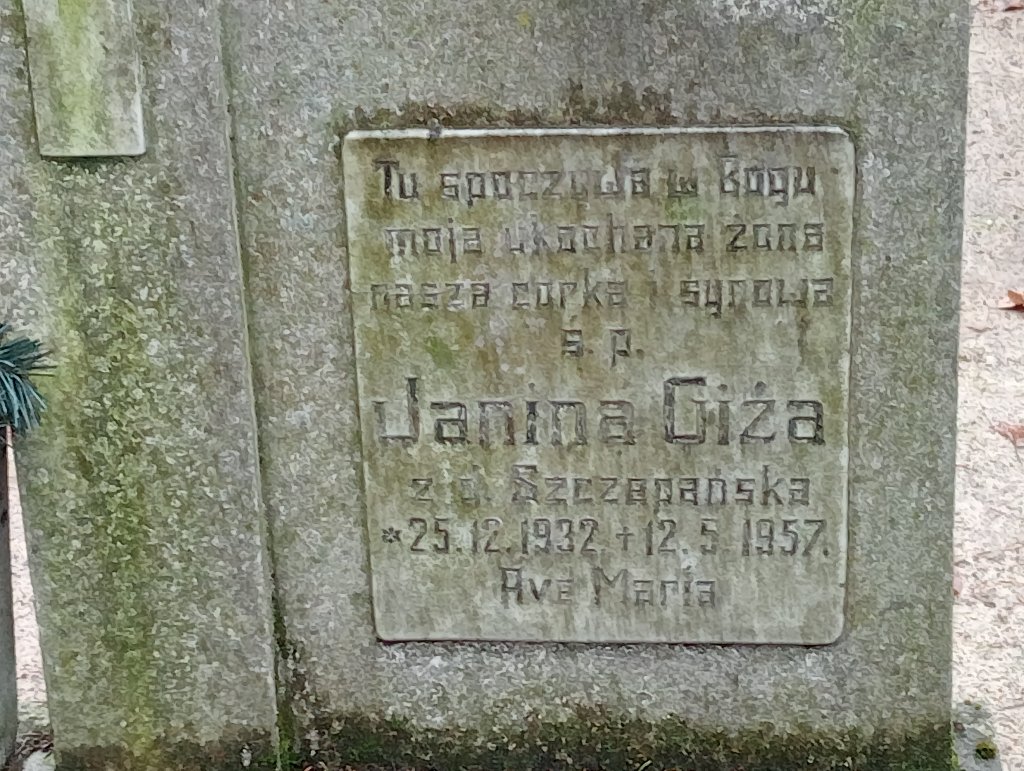 Tu spoczywa w Bogu
moja ukochana żona
nasza córka i synowa
ś. p.
Janina Giża
z d. Szczepańska
*25.12.1932.+12.5.1957.
Ave Maria